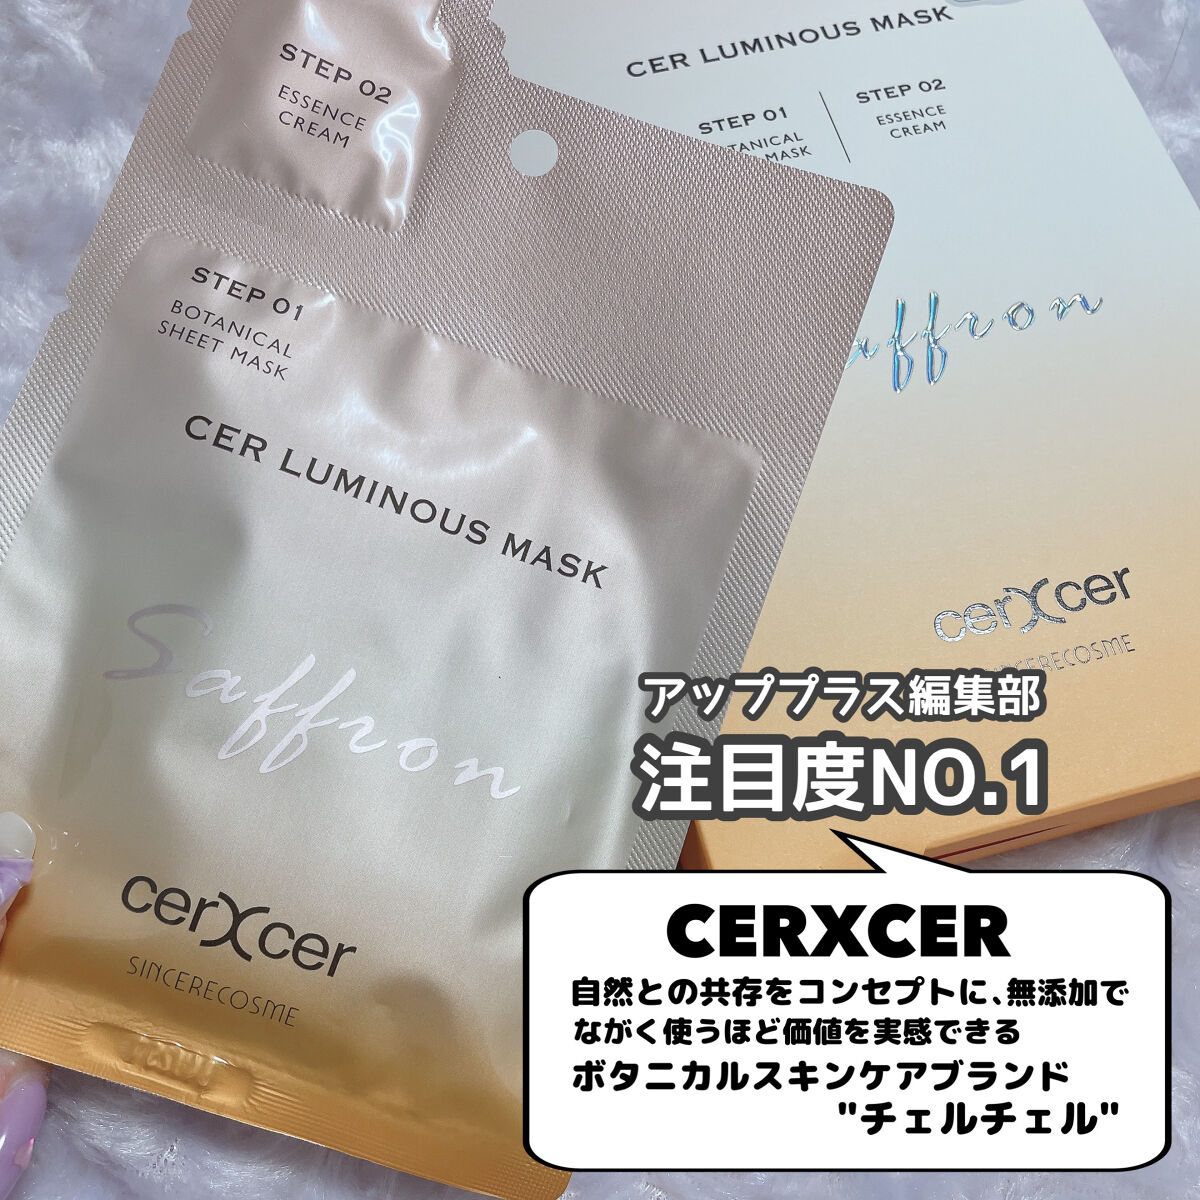 STEP 02
ESSENCE
CREAM
STEP 01
BOTANICAL
SHEET MASK
CER LUMINOUS MASK
Saffron
cerXcer
SINCERECOSME
CER LUMINOUS MASK
STEP 01
MASK
STEP 02
ESSENCE
CREAM
cerXcer
アッププラス編集部
注目度NO.1
CERXCER
自然との共存をコンセプトに、無添加で
ながく使うほど価値を実感できる
ボタニカルスキンケアブランド
"チェルチェル"